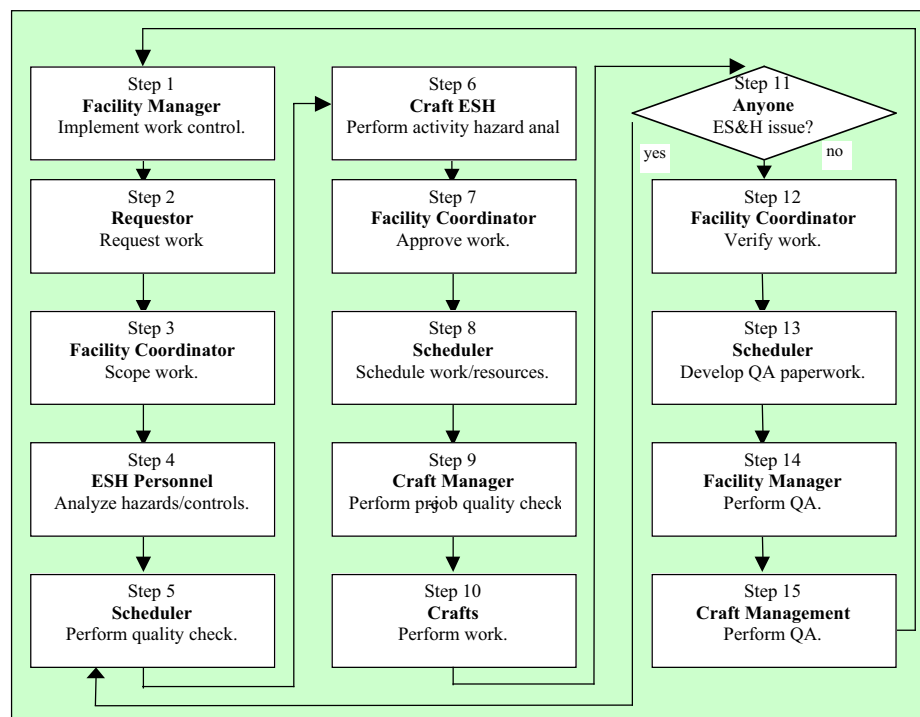 Step 1
Facility Manager
Implement work control.
Step 2
Requestor
Request work
Step 3
Facility Coordinator
Scope work.
Step 4
ESH Personnel
Analyze hazards/controls.
Step 5
Scheduler
Perform quality check.
Step 6
Craft ESH
Perform activity hazard anal
Step 7
Facility Coordinator
Approve work.
Step 8
Scheduler
Schedule work/resources.
Step 9
Craft Manager
Perform pre-job quality check
Step 10
Crafts
Perform work.
Step 11
Anyone
ES&H issue?
yes
no
Step 12
Facility Coordinator
Verify work.
Step 13
Scheduler
Develop QA paperwork.
Step 14
Facility Manager
Perform QA.
Step 15
Craft Management
Perform QA.